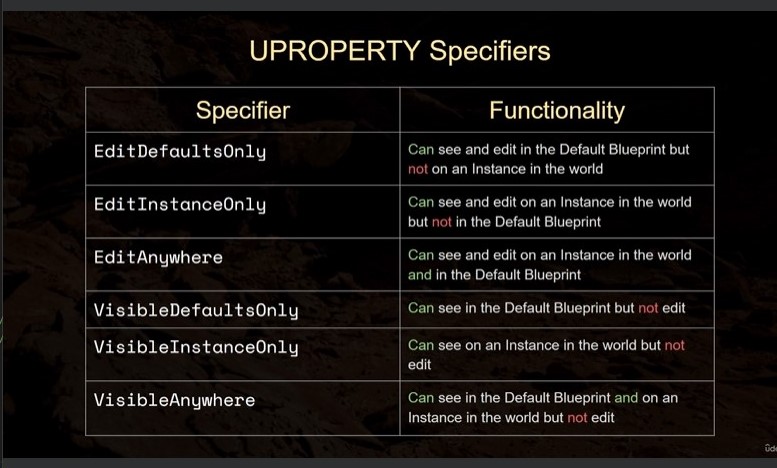 UPROPERTY Specifiers
Specifier
Functionality
EditDefaultsOnly
Can see and edit in the Default Blueprint but
not on an Instance in the world
EditInstanceOnly
Can see and edit on an Instance in the world
but not in the Default Blueprint
EditAnywhere
Can see and edit on an Instance in the world
and in the Default Blueprint
VisibleDefaultsOnly
Can see in the Default Blueprint but not edit
VisibleInstanceOnly
Can see on an Instance in the world but not
edit
VisibleAnywhere
Can see in the Default Blueprint and on an
Instance in the world but not edit